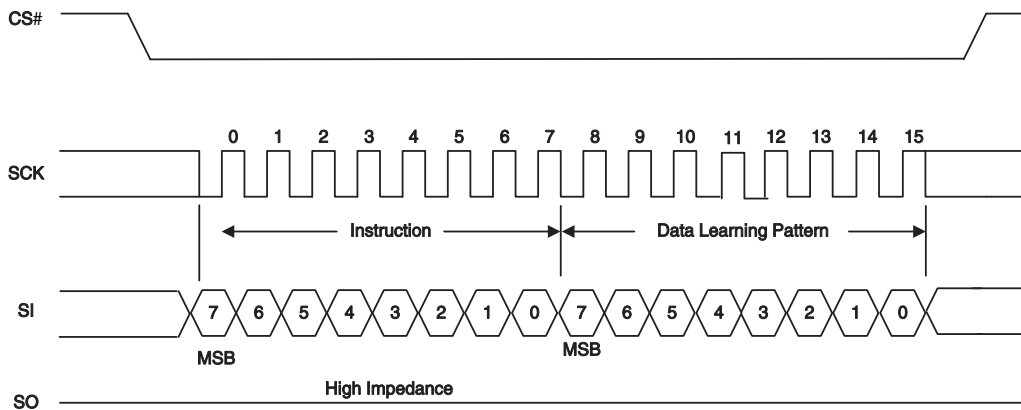 CS#
0 1 2 3 4 5 6 7 8 9 10 11 12 13 14 15
SCK
Instruction Data Learning Pattern
SI
7 6 5 4 3 2 1 0 7 6 5 4 3 2 1 0
MSB MSB
High Impedance
SO